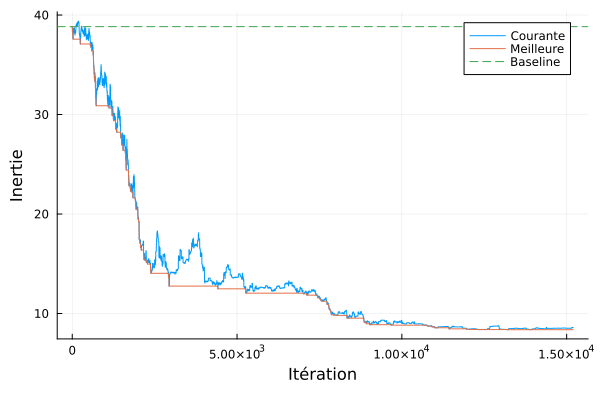 40
30
20
10
Inertie
Courante
Meilleure
Baseline
0
5.00×10³
1.00×10⁴
1.50×10⁴
Itération